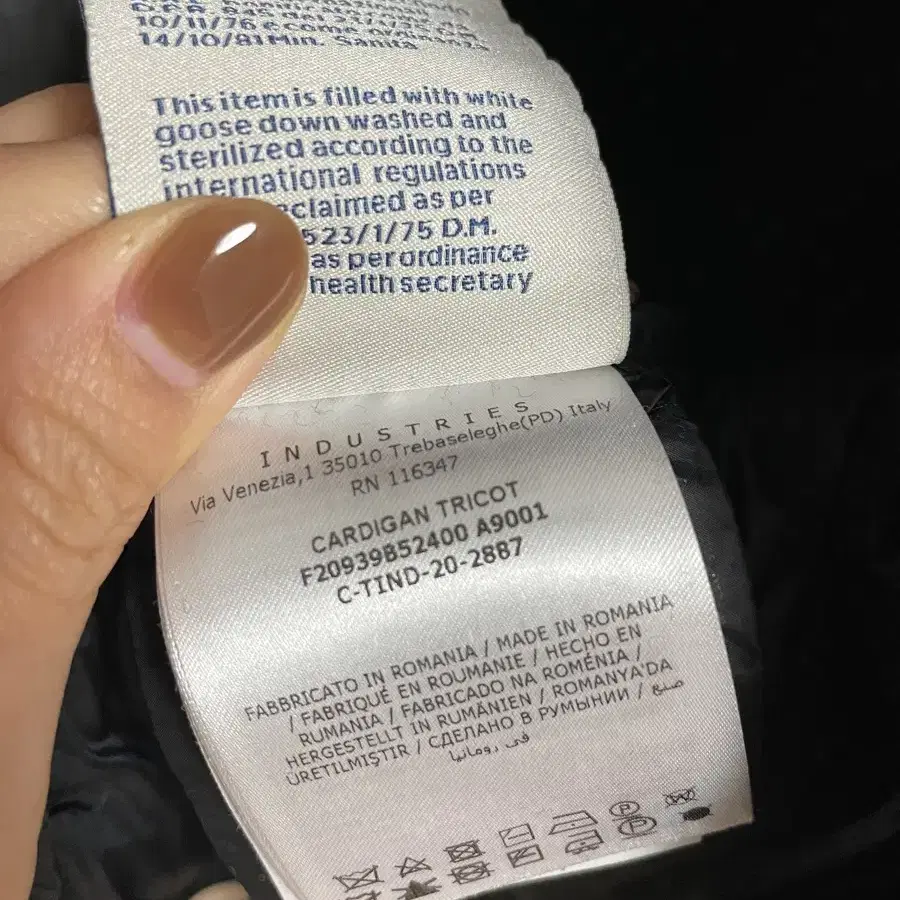 10/11/76 e come ordinanza
14/10/81 Min. Sanita
This item is filled with white
goose down washed and
sterilized according to the
international regulations
eclaimed as per
523/1/75 D.M.
as per ordinance
health secretary
INDUSTRIES
Via Venezia,1 35010 Trebaseleghe(PD) Italy
RN 116347
CARDIGAN TRICOT
F20939B52400 A9001
C-TIND-20-2887
FABBRICATO IN ROMANIA / MADE IN ROMANIA
/ FABRIQUÉ EN ROUMANIE / HECHO EN
RUMANIA / FABRICADO NA ROMÉNIA /
HERGESTELLT IN RUMÄNIEN / ROMANYA'DA
ÜRETILMIŞTIR / СДЕЛАНО В РУМЫНИИ / صنع
في رومانيا